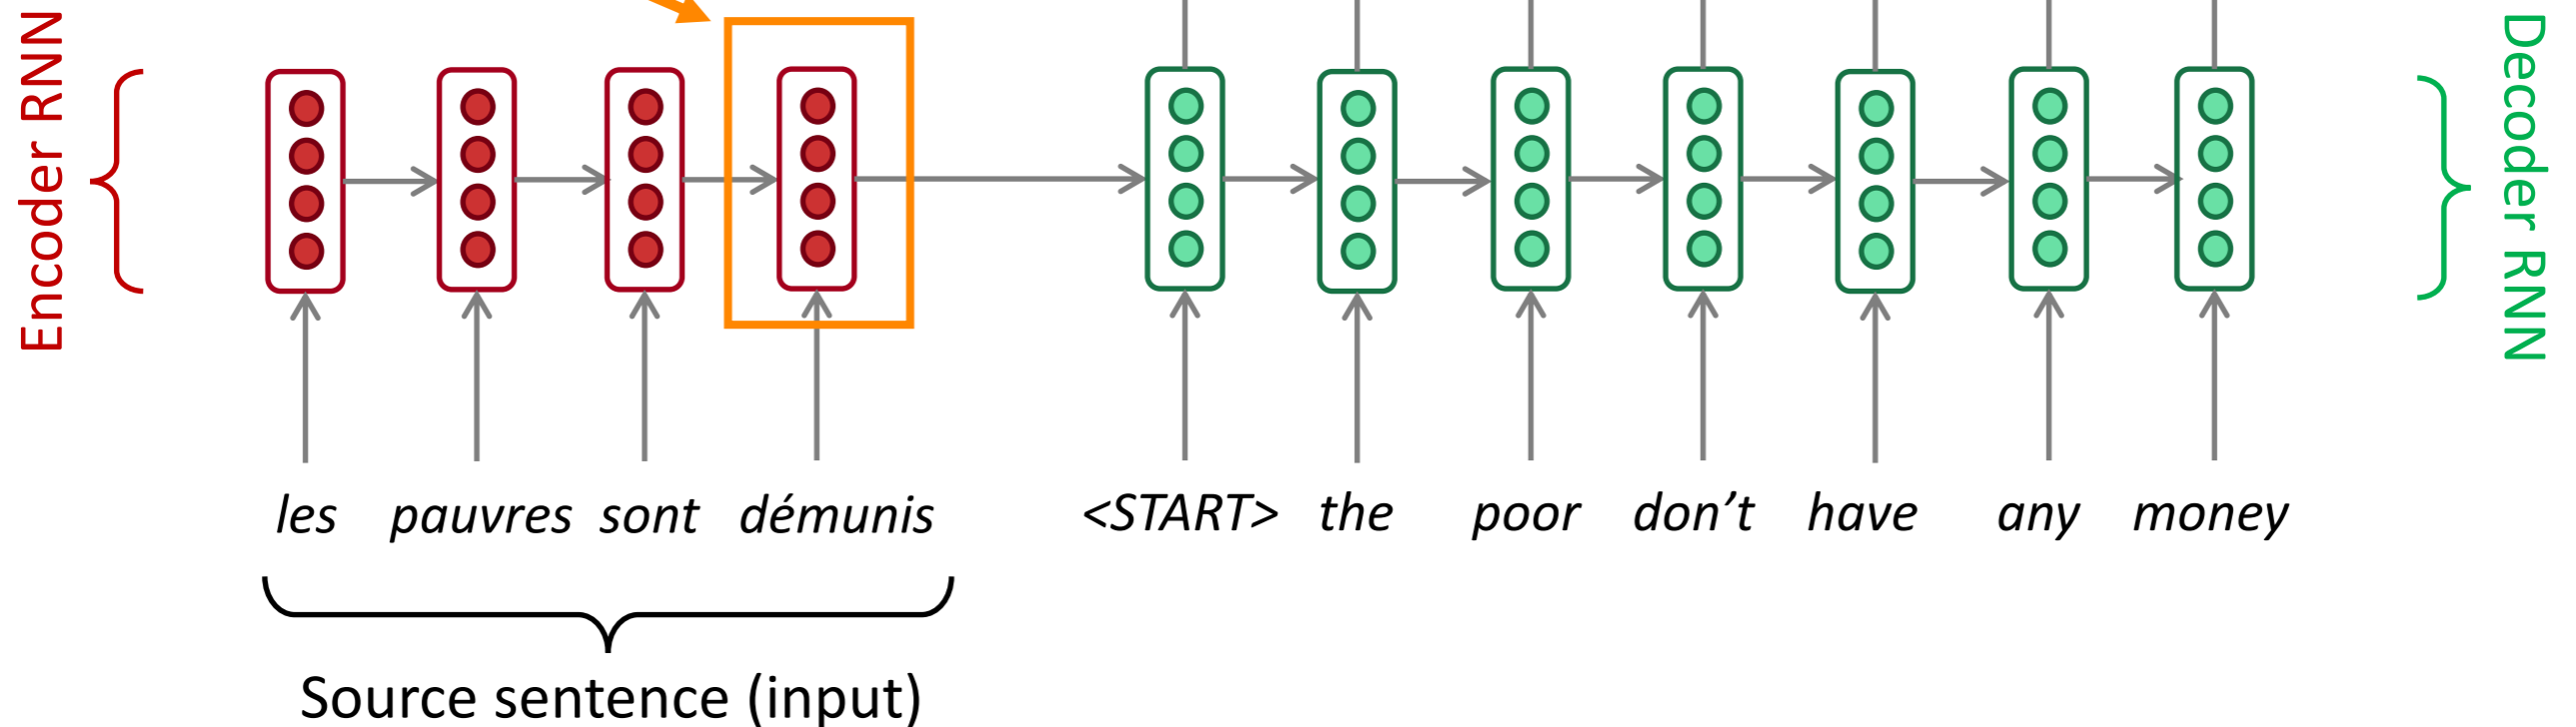 Encoder RNN
Decoder RNN
les pauvres sont démunis <START> the poor don't have any money
Source sentence (input)